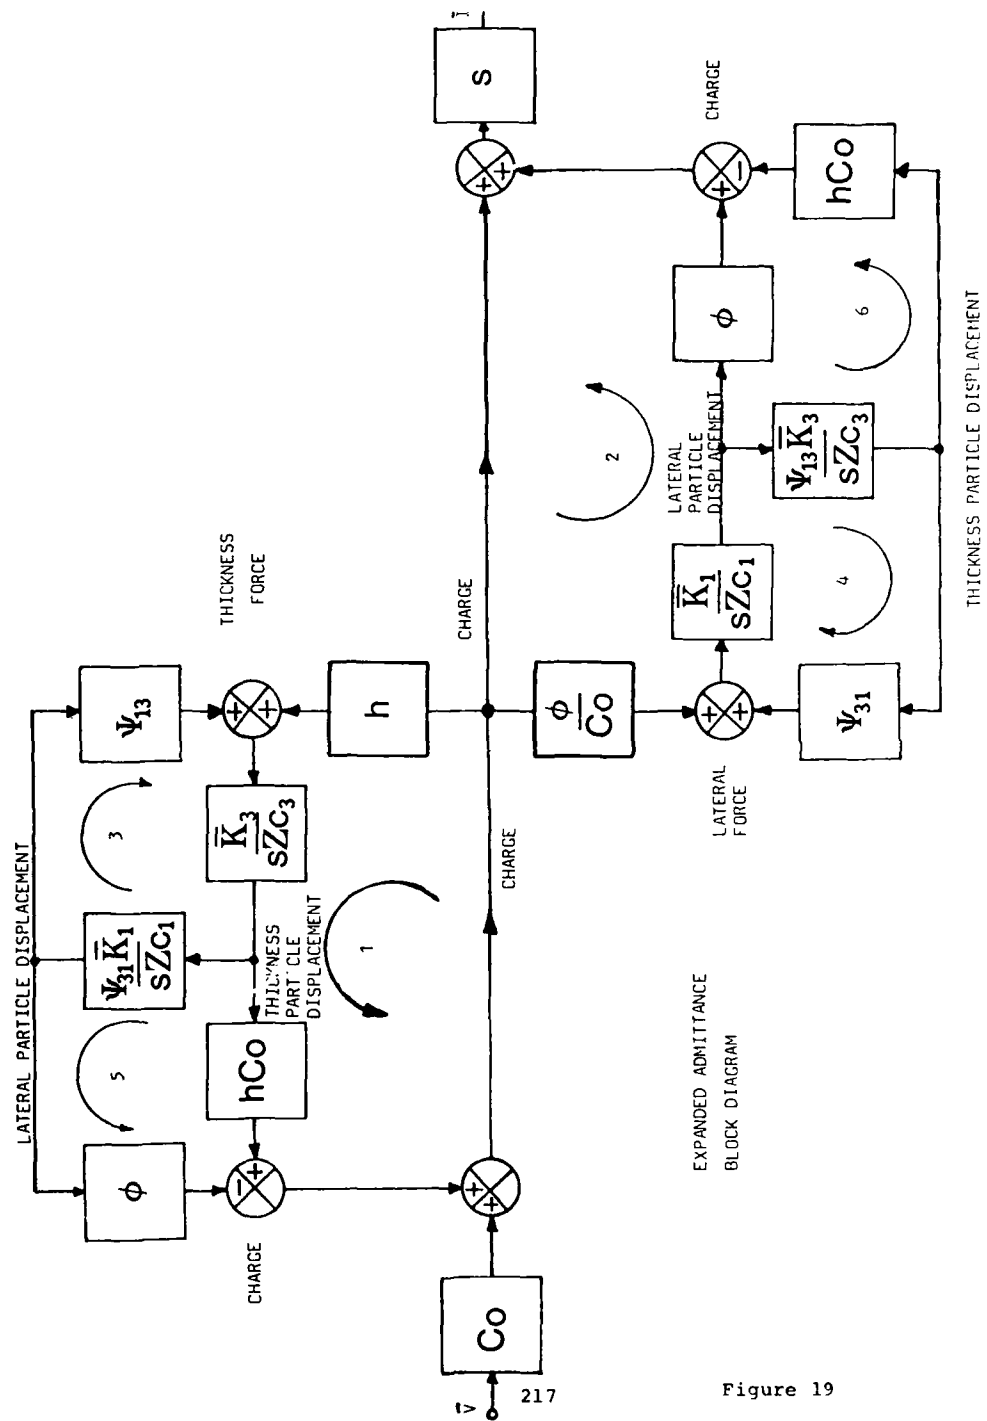 LATERAL PARTICLE DISPLACEMENT
5
3
ϕ
Ψ31K̄1
sZc1
Ψ13
CHARGE
− +
hCo
THICKNESS
PARTICLE
DISPLACEMENT
K̄3
sZc3
+ +
THICKNESS
FORCE
1
h
V̄
Co
+ +
CHARGE
CHARGE
+ +
s
Ī
ϕ
Co
2
LATERAL
FORCE
+ +
K̄1
sZc1
LATERAL
PARTICLE
DISPLACEMENT
ϕ
+ −
CHARGE
Ψ31
4
Ψ13K̄3
sZc3
6
hCo
THICKNESS PARTICLE DISPLACEMENT
EXPANDED ADMITTANCE
BLOCK DIAGRAM
217
Figure 19